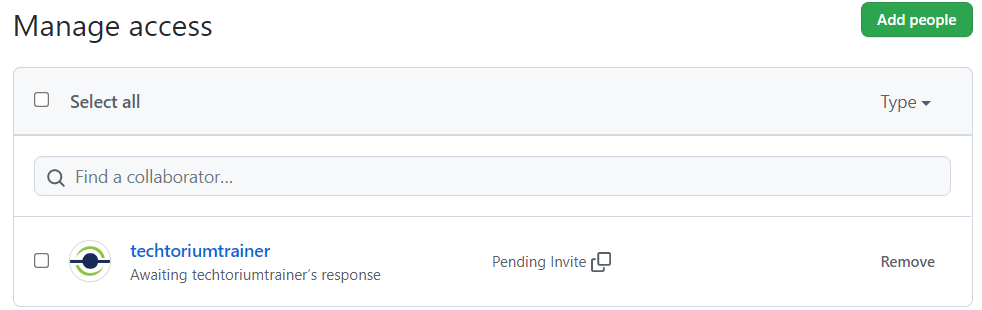 Manage access
Add people
Select all
Type
Find a collaborator...
techtoriumtrainer
Awaiting techtoriumtrainer's response
Pending Invite
Remove